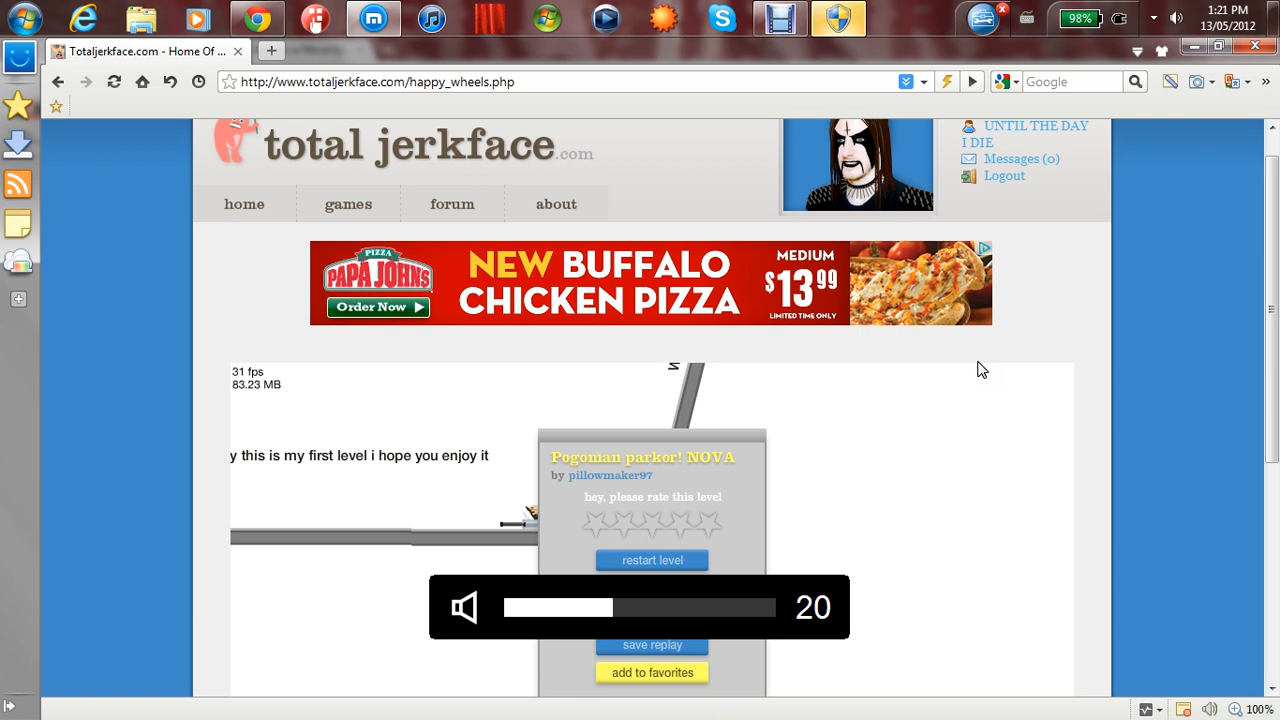 98%
1:21 PM
13/05/2012
Totaljerkface.com - Home Of ...
http://www.totaljerkface.com/happy_wheels.php
Google
total jerkface.com
UNTIL THE DAY
I DIE
Messages (0)
Logout
home games forum about
PIZZA
PAPA JOHNS
Order Now
NEW BUFFALO
CHICKEN PIZZA
MEDIUM
$13.99
LIMITED TIME ONLY
31 fps
83.23 MB
y this is my first level i hope you enjoy it
Pogoman parkor! NOVA
by pillowmaker97
hey, please rate this level
restart level
20
save replay
add to favorites
100%